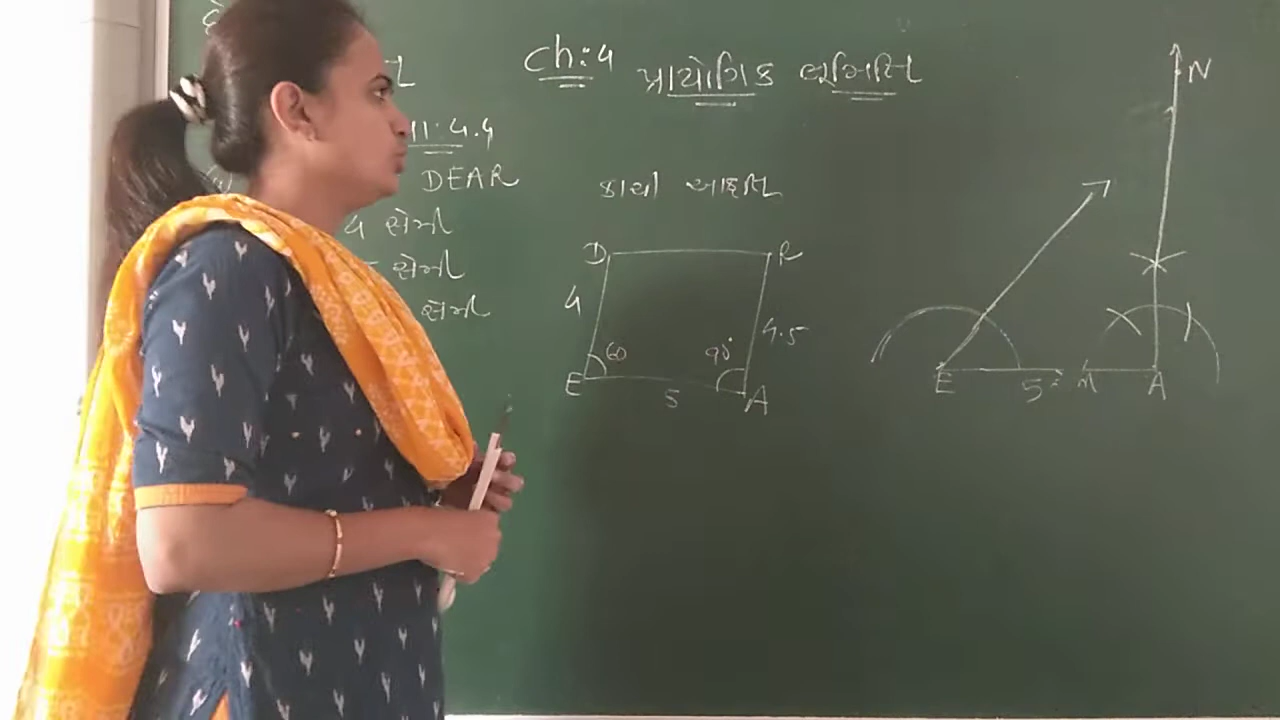 Ch:4 પ્રાયોગિક ભૂમિતિ
4.4
DEAR
4 સેમી
સેમી
સેમી
કાચી આકૃતિ
D R
4 4.5
60 90°
E 5 A
N
E 5 M A